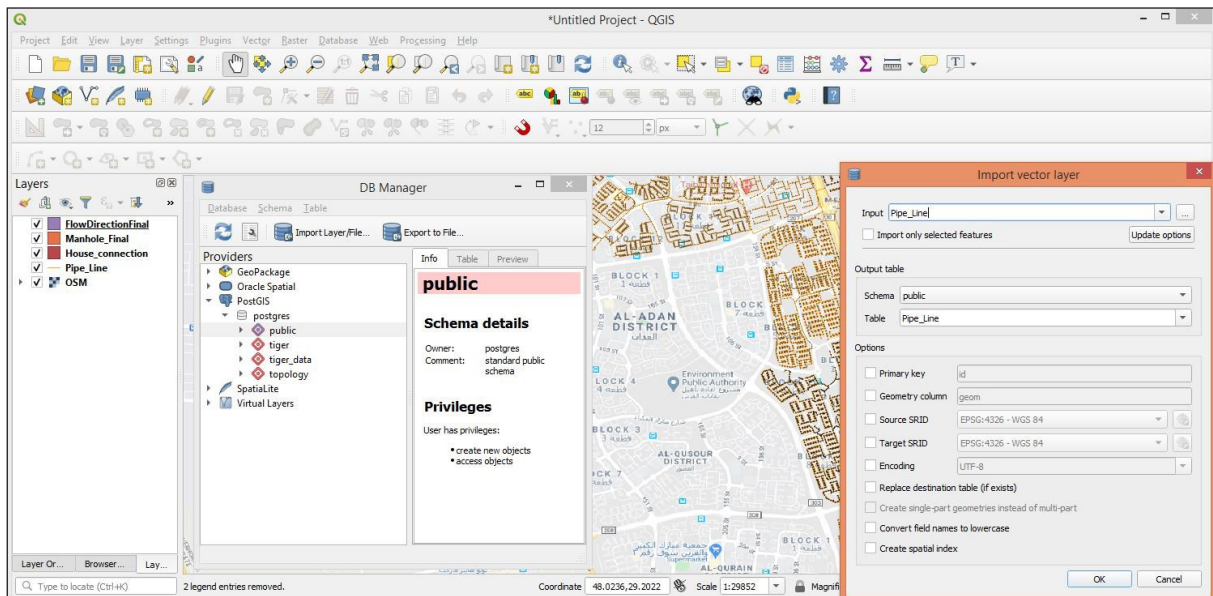 *Untitled Project - QGIS
Project Edit View Layer Settings Plugins Vector Raster Database Web Processing Help
abc
12 px
Layers
FlowDirectionFinal
Manhole_Final
House_connection
Pipe_Line
OSM
Layer Or... Browser... Lay...
DB Manager
Database Schema Table
Import Layer/File... Export to File...
Providers
GeoPackage
Oracle Spatial
PostGIS
postgres
public
tiger
tiger_data
topology
SpatiaLite
Virtual Layers
Info Table Preview
public
Schema details
Owner: postgres
Comment: standard public
schema
Privileges
User has privileges:
• create new objects
• access objects
BLOCK 1
BLOCK
AL-ADAN
DISTRICT
العدان
Environment
Public Authority
BLOCK 3
AL-QUSOUR
DISTRICT
BLOCK 1
AL-QURAIN
208
Import vector layer
Input Pipe_Line ...
Import only selected features Update options
Output table
Schema public
Table Pipe_Line
Options
Primary key id
Geometry column geom
Source SRID EPSG:4326 - WGS 84
Target SRID EPSG:4326 - WGS 84
Encoding UTF-8
Replace destination table (if exists)
Create single-part geometries instead of multi-part
Convert field names to lowercase
Create spatial index
OK Cancel
Type to locate (Ctrl+K) 2 legend entries removed. Coordinate 48.0236,29.2022 Scale 1:29852 Magnifi